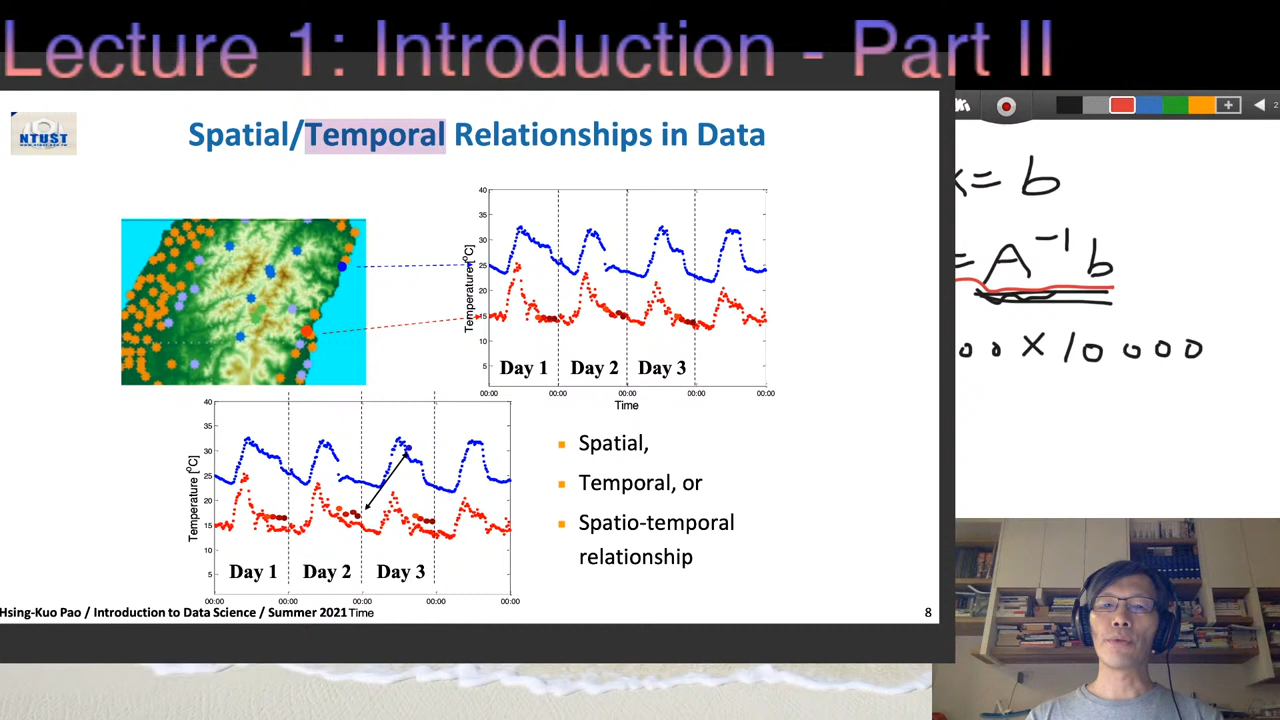 Lecture 1: Introduction - Part II
NTUST
Spatial/Temporal Relationships in Data
40
35
30
25
20
15
10
5
Temperature [°C]
Day 1 Day 2 Day 3
00:00 00:00 00:00 00:00 00:00
Time
40
35
30
25
20
15
10
5
Temperature [°C]
Day 1 Day 2 Day 3
00:00 00:00 00:00 00:00 00:00
Time
Spatial,
Temporal, or
Spatio-temporal
relationship
Hsing-Kuo Pao / Introduction to Data Science / Summer 2021
8
2
x = b
= A⁻¹ b
00 × 10000